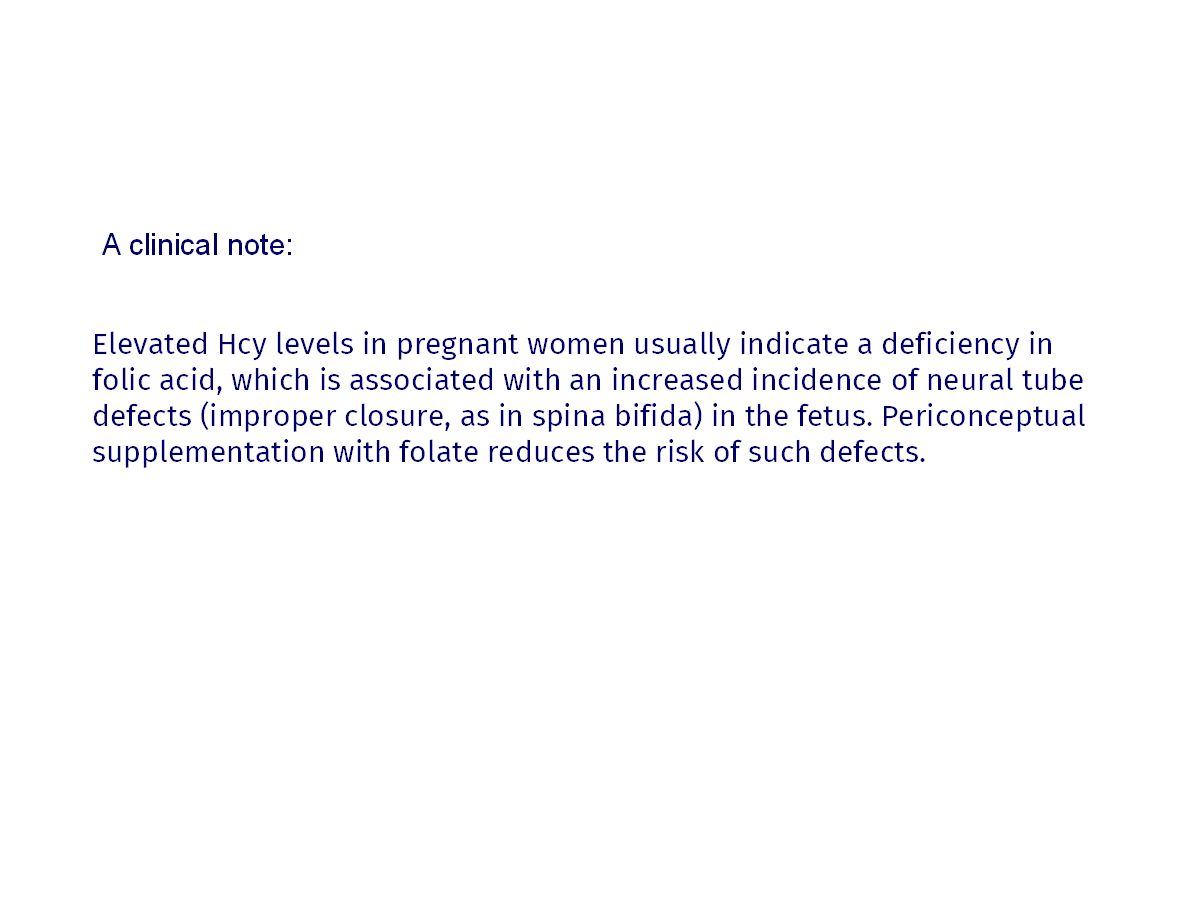 A clinical note:
Elevated Hcy levels in pregnant women usually indicate a deficiency in
folic acid, which is associated with an increased incidence of neural tube
defects (improper closure, as in spina bifida) in the fetus. Periconceptual
supplementation with folate reduces the risk of such defects.